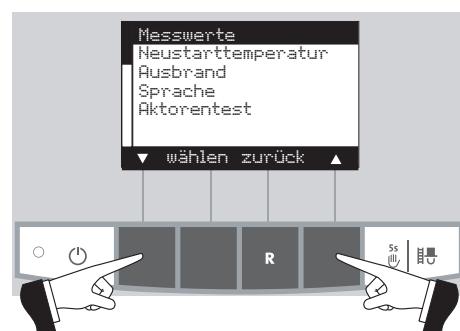 Messwerte
Neustarttemperatur
Ausbrand
Sprache
Aktorentest
▼ wählen zurück ▲
R
5s